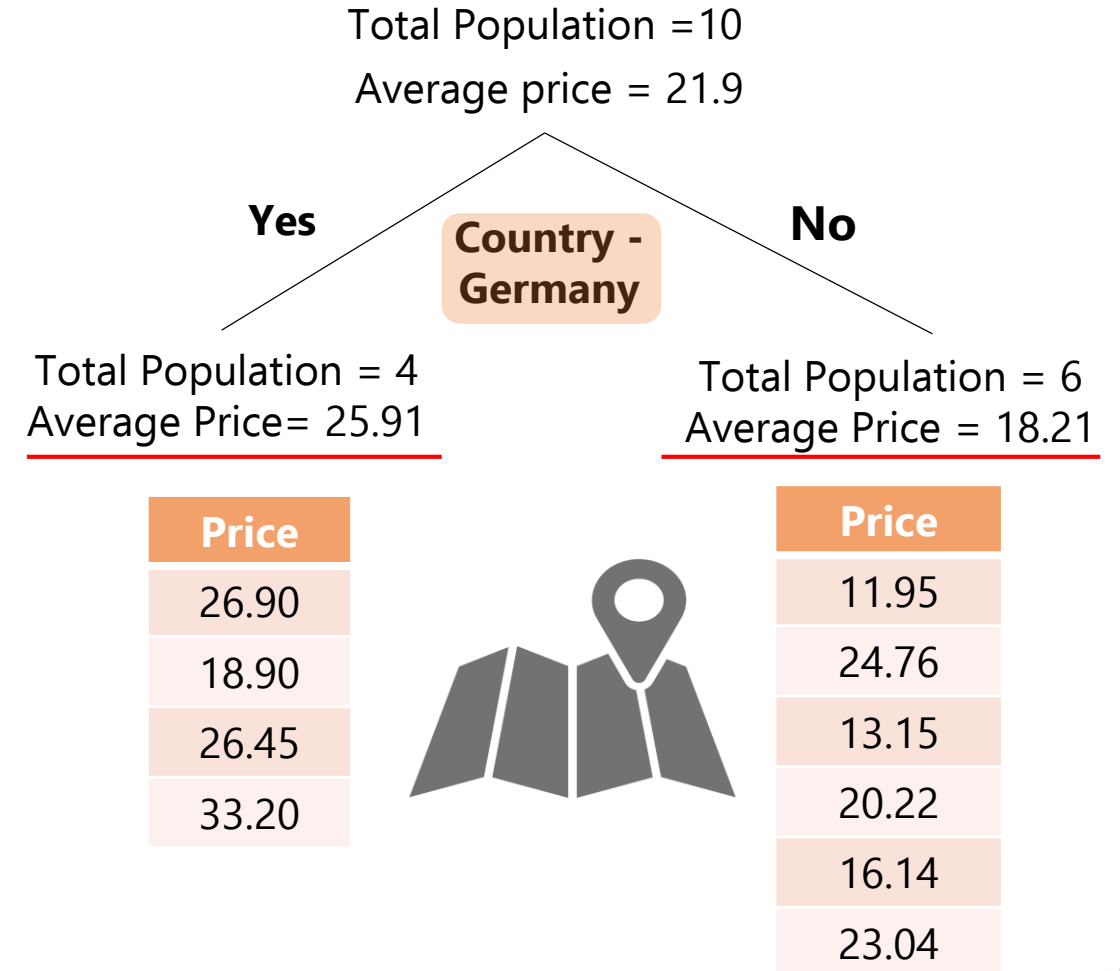 Total Population =10
Average price = 21.9
Yes
No
Country -
Germany
Total Population = 4
Average Price= 25.91
Total Population = 6
Average Price = 18.21
Price
26.90
18.90
26.45
33.20
Price
11.95
24.76
13.15
20.22
16.14
23.04